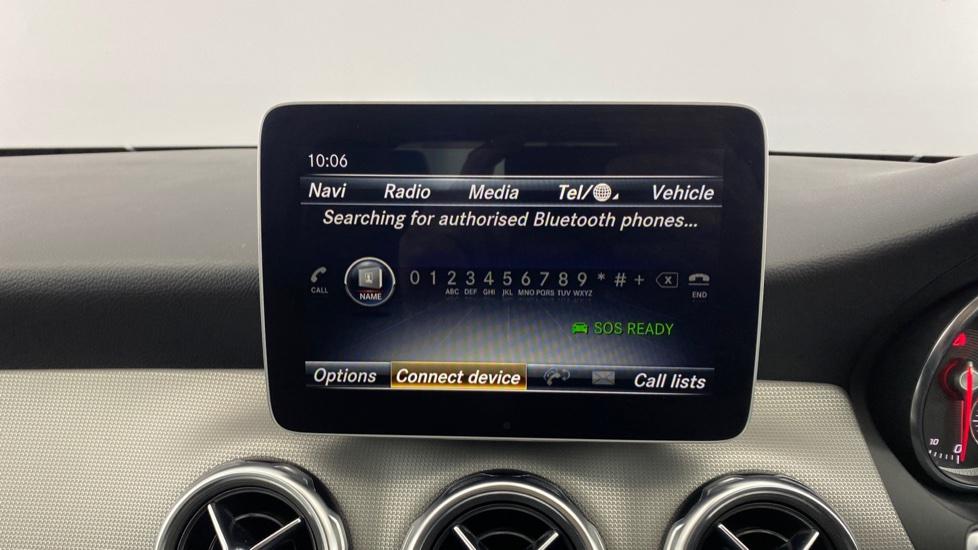 10:06
Navi Radio Media Tel/ Vehicle
Searching for authorised Bluetooth phones...
CALL NAME 0 1 2 3 4 5 6 7 8 9 * # + END
ABC DEF GHI JKL MNO PQRS TUV WXYZ
SOS READY
Options Connect device Call lists
10 0